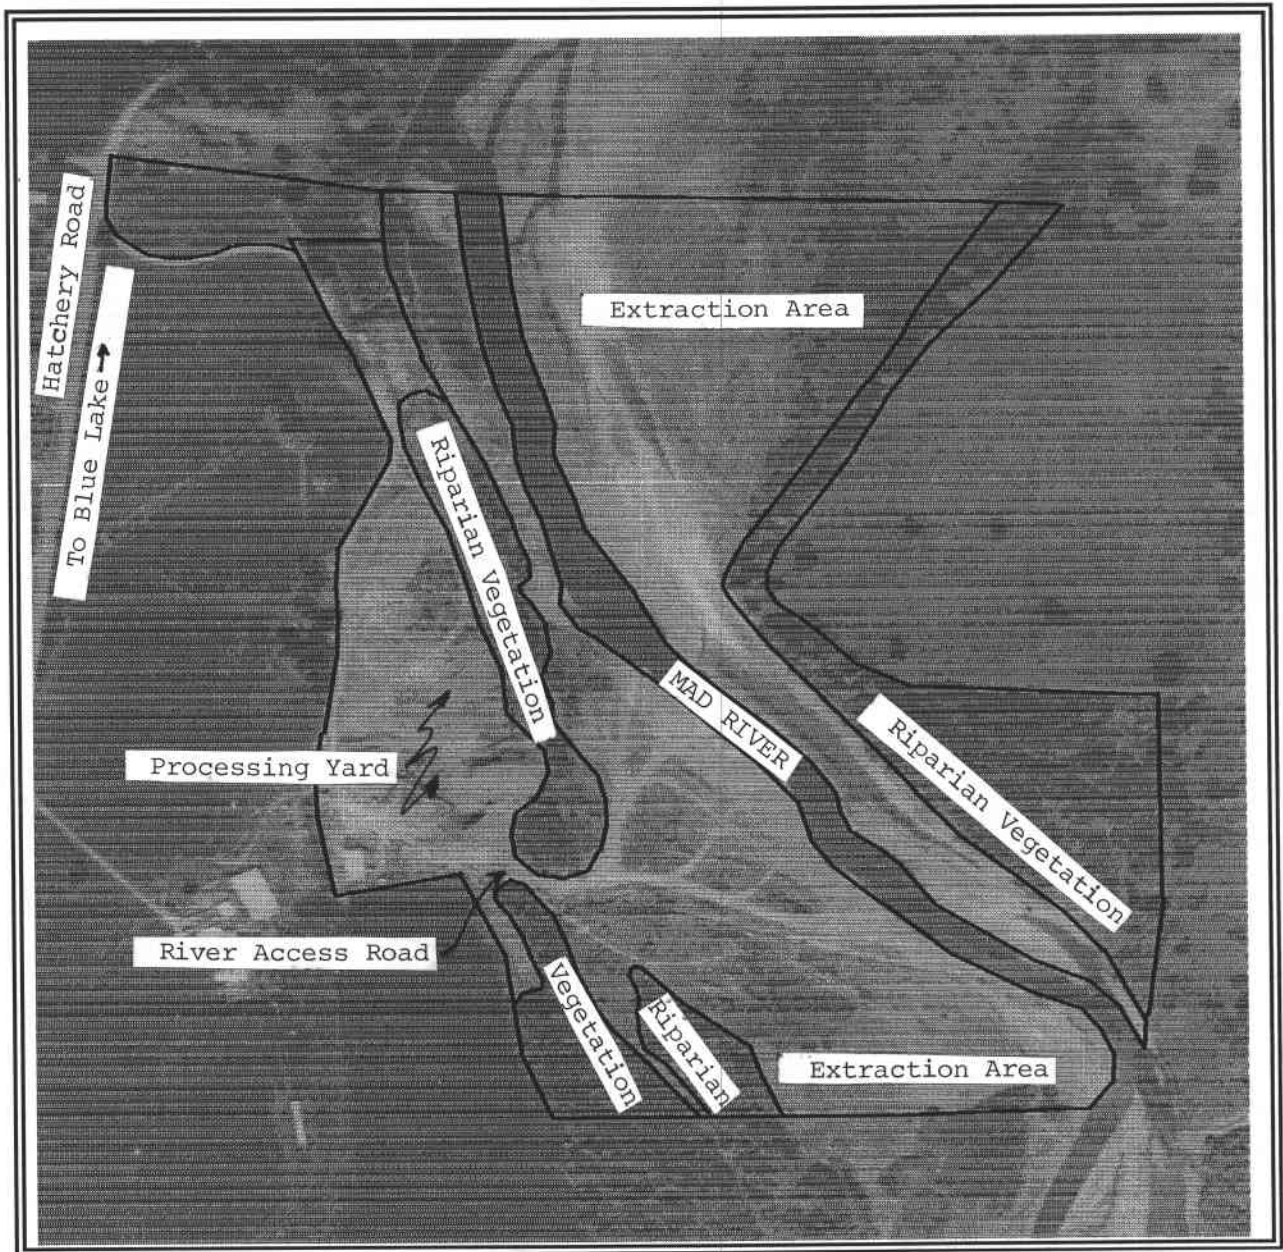 Hatchery Road
To Blue Lake →
Extraction Area
Riparian Vegetation
MAD RIVER
Riparian Vegetation
Processing Yard
River Access Road
Vegetation
Riparian
Extraction Area